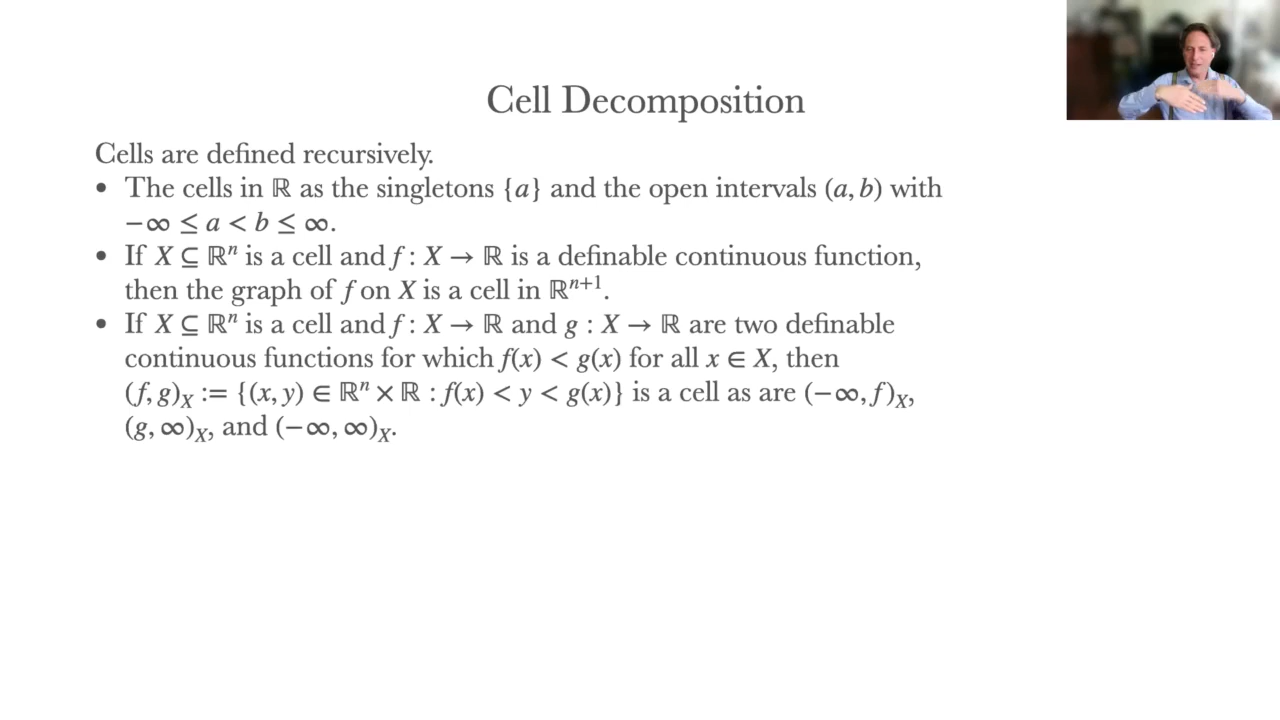 Cell Decomposition
Cells are defined recursively.
• The cells in ℝ as the singletons {a} and the open intervals (a, b) with
−∞ ≤ a < b ≤ ∞.
• If X ⊆ ℝⁿ is a cell and f : X → ℝ is a definable continuous function,
then the graph of f on X is a cell in ℝⁿ⁺¹.
• If X ⊆ ℝⁿ is a cell and f : X → ℝ and g : X → ℝ are two definable
continuous functions for which f(x) < g(x) for all x ∈ X, then
(f, g)_X := {(x, y) ∈ ℝⁿ × ℝ : f(x) < y < g(x)} is a cell as are (−∞, f)_X,
(g, ∞)_X, and (−∞, ∞)_X.